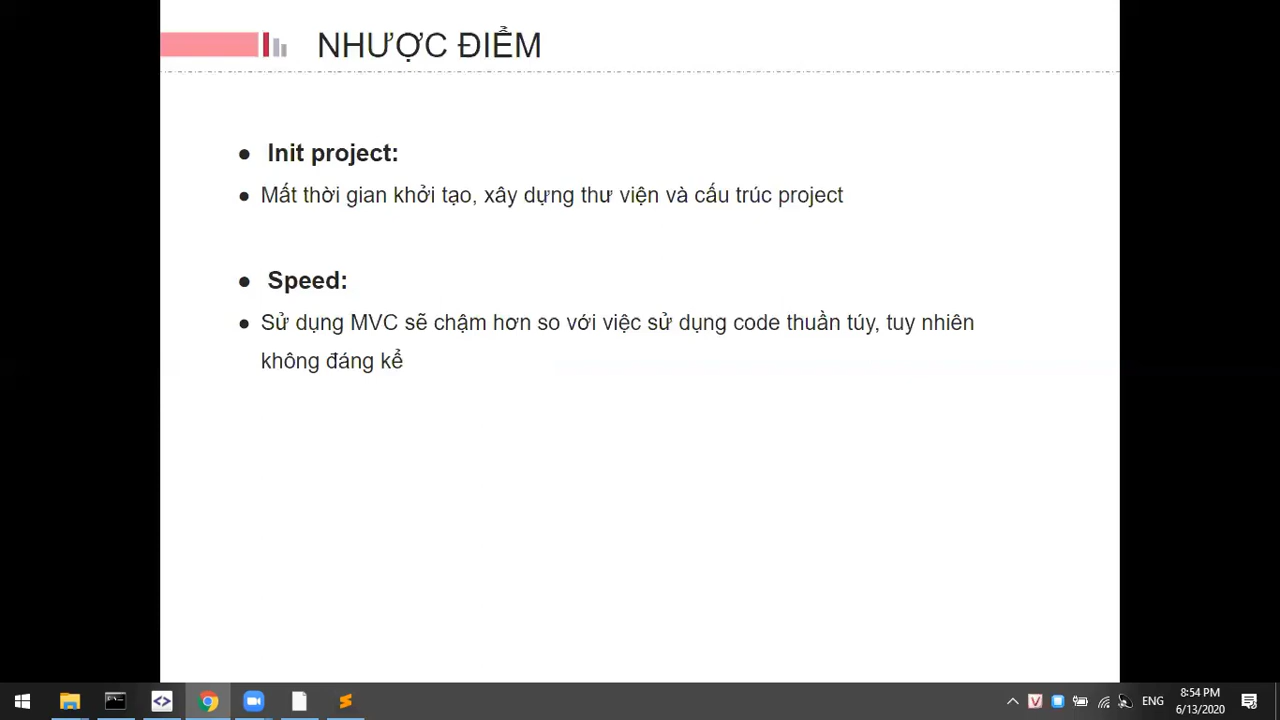 NHƯỢC ĐIỂM
● Init project:
● Mất thời gian khởi tạo, xây dựng thư viện và cấu trúc project
● Speed:
● Sử dụng MVC sẽ chậm hơn so với việc sử dụng code thuần túy, tuy nhiên
không đáng kể
V
ENG
8:54 PM
6/13/2020